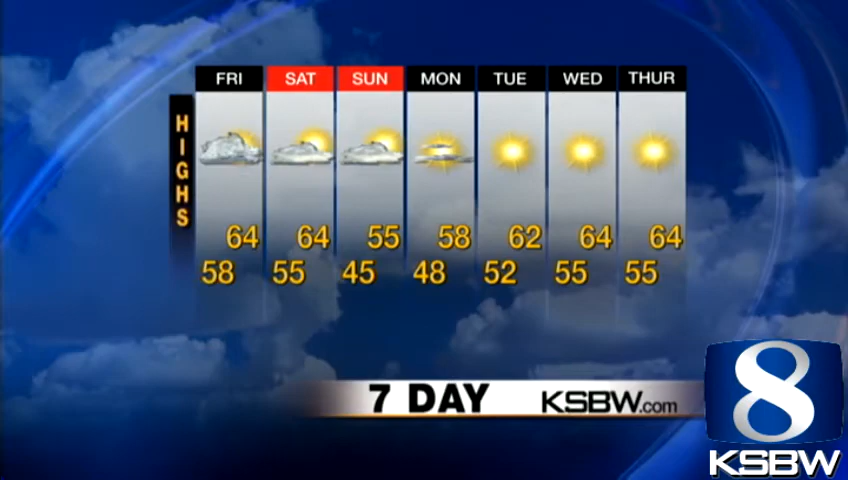 FRI SAT SUN MON TUE WED THUR
HIGHS
64 64 55 58 62 64 64
58 55 45 48 52 55 55
7 DAY KSBW.com
8
KSBW